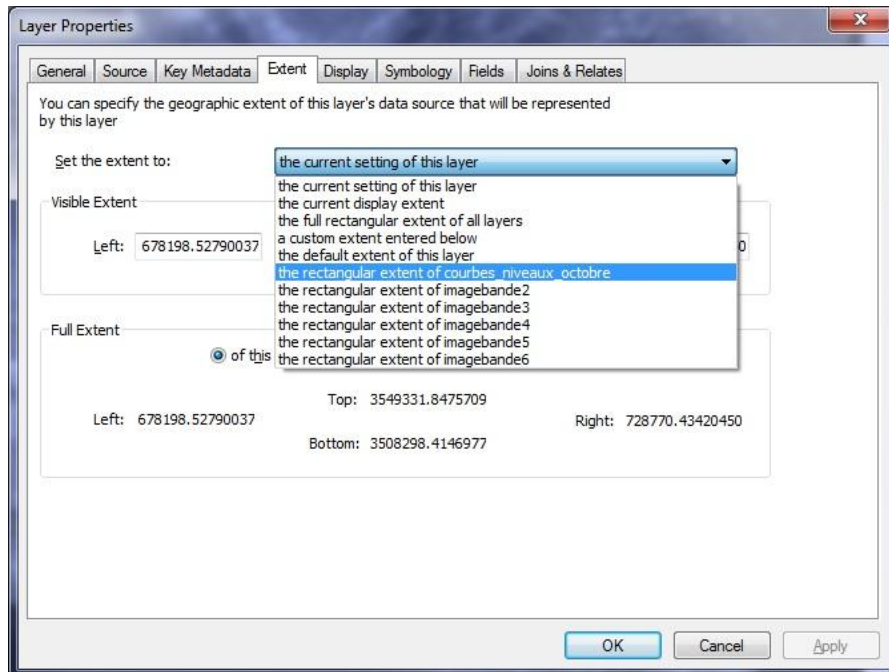 Layer Properties
General Source Key Metadata Extent Display Symbology Fields Joins & Relates
You can specify the geographic extent of this layer's data source that will be represented
by this layer
Set the extent to: the current setting of this layer
the current setting of this layer
the current display extent
Visible Extent
the full rectangular extent of all layers
a custom extent entered below
Left: 678198.52790037
0
the default extent of this layer
the rectangular extent of courbes_niveaux_octobre
the rectangular extent of imagebande2
the rectangular extent of imagebande3
the rectangular extent of imagebande4
Full Extent
the rectangular extent of imagebande5
of this
the rectangular extent of imagebande6
Top: 3549331.8475709
Left: 678198.52790037
Right: 728770.43420450
Bottom: 3508298.4146977
OK Cancel Apply